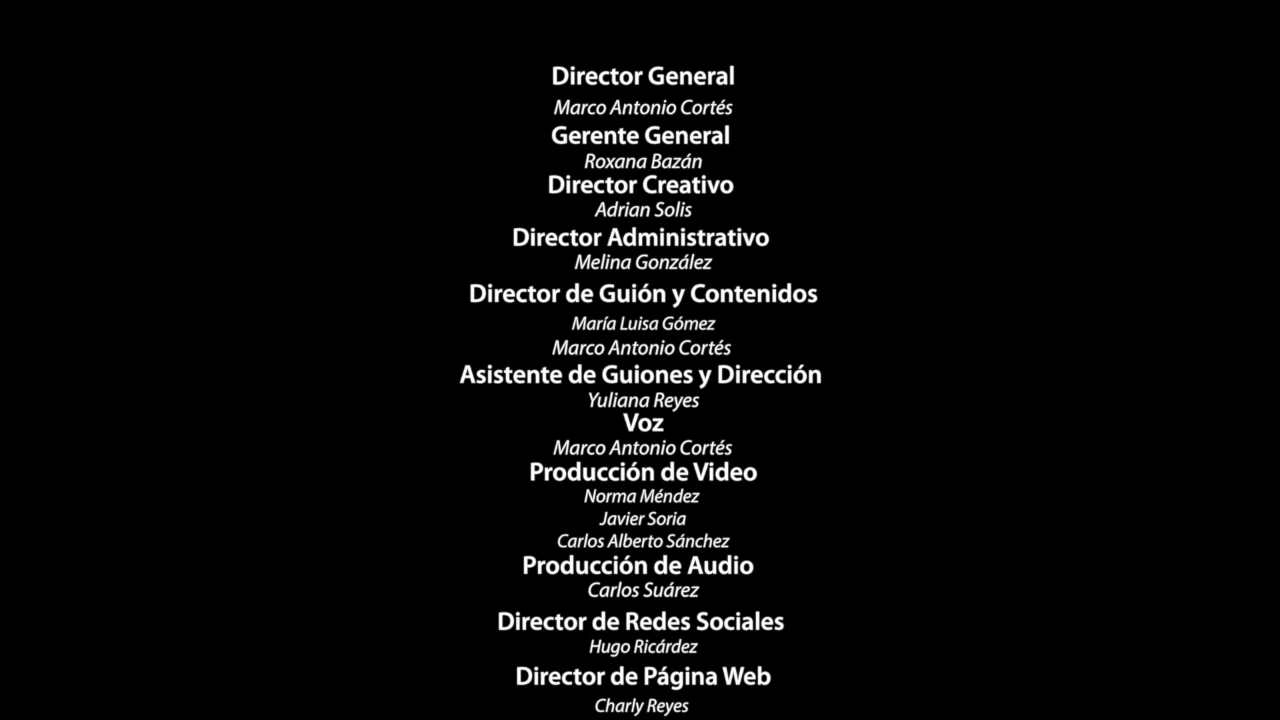 Director General
Marco Antonio Cortés
Gerente General
Roxana Bazán
Director Creativo
Adrian Solis
Director Administrativo
Melina González
Director de Guión y Contenidos
María Luisa Gómez
Marco Antonio Cortés
Asistente de Guiones y Dirección
Yuliana Reyes
Voz
Marco Antonio Cortés
Producción de Video
Norma Méndez
Javier Soria
Carlos Alberto Sánchez
Producción de Audio
Carlos Suárez
Director de Redes Sociales
Hugo Ricárdez
Director de Página Web
Charly Reyes